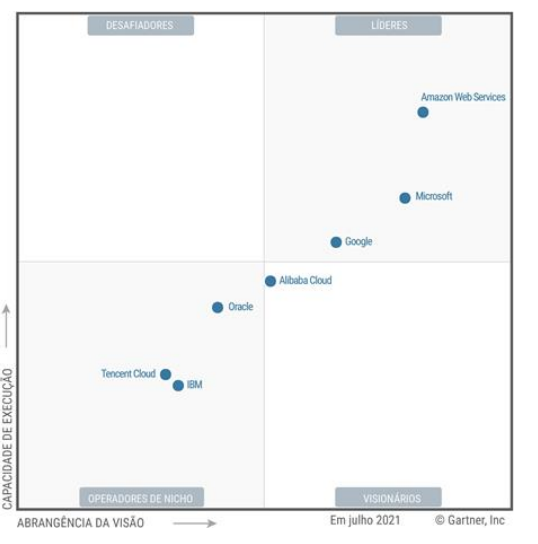 DESAFIADORES
LÍDERES
Amazon Web Services
Microsoft
Google
Alibaba Cloud
Oracle
Tencent Cloud
IBM
CAPACIDADE DE EXECUÇÃO
OPERADORES DE NICHO
VISIONÁRIOS
ABRANGÊNCIA DA VISÃO
Em julho 2021
© Gartner, Inc